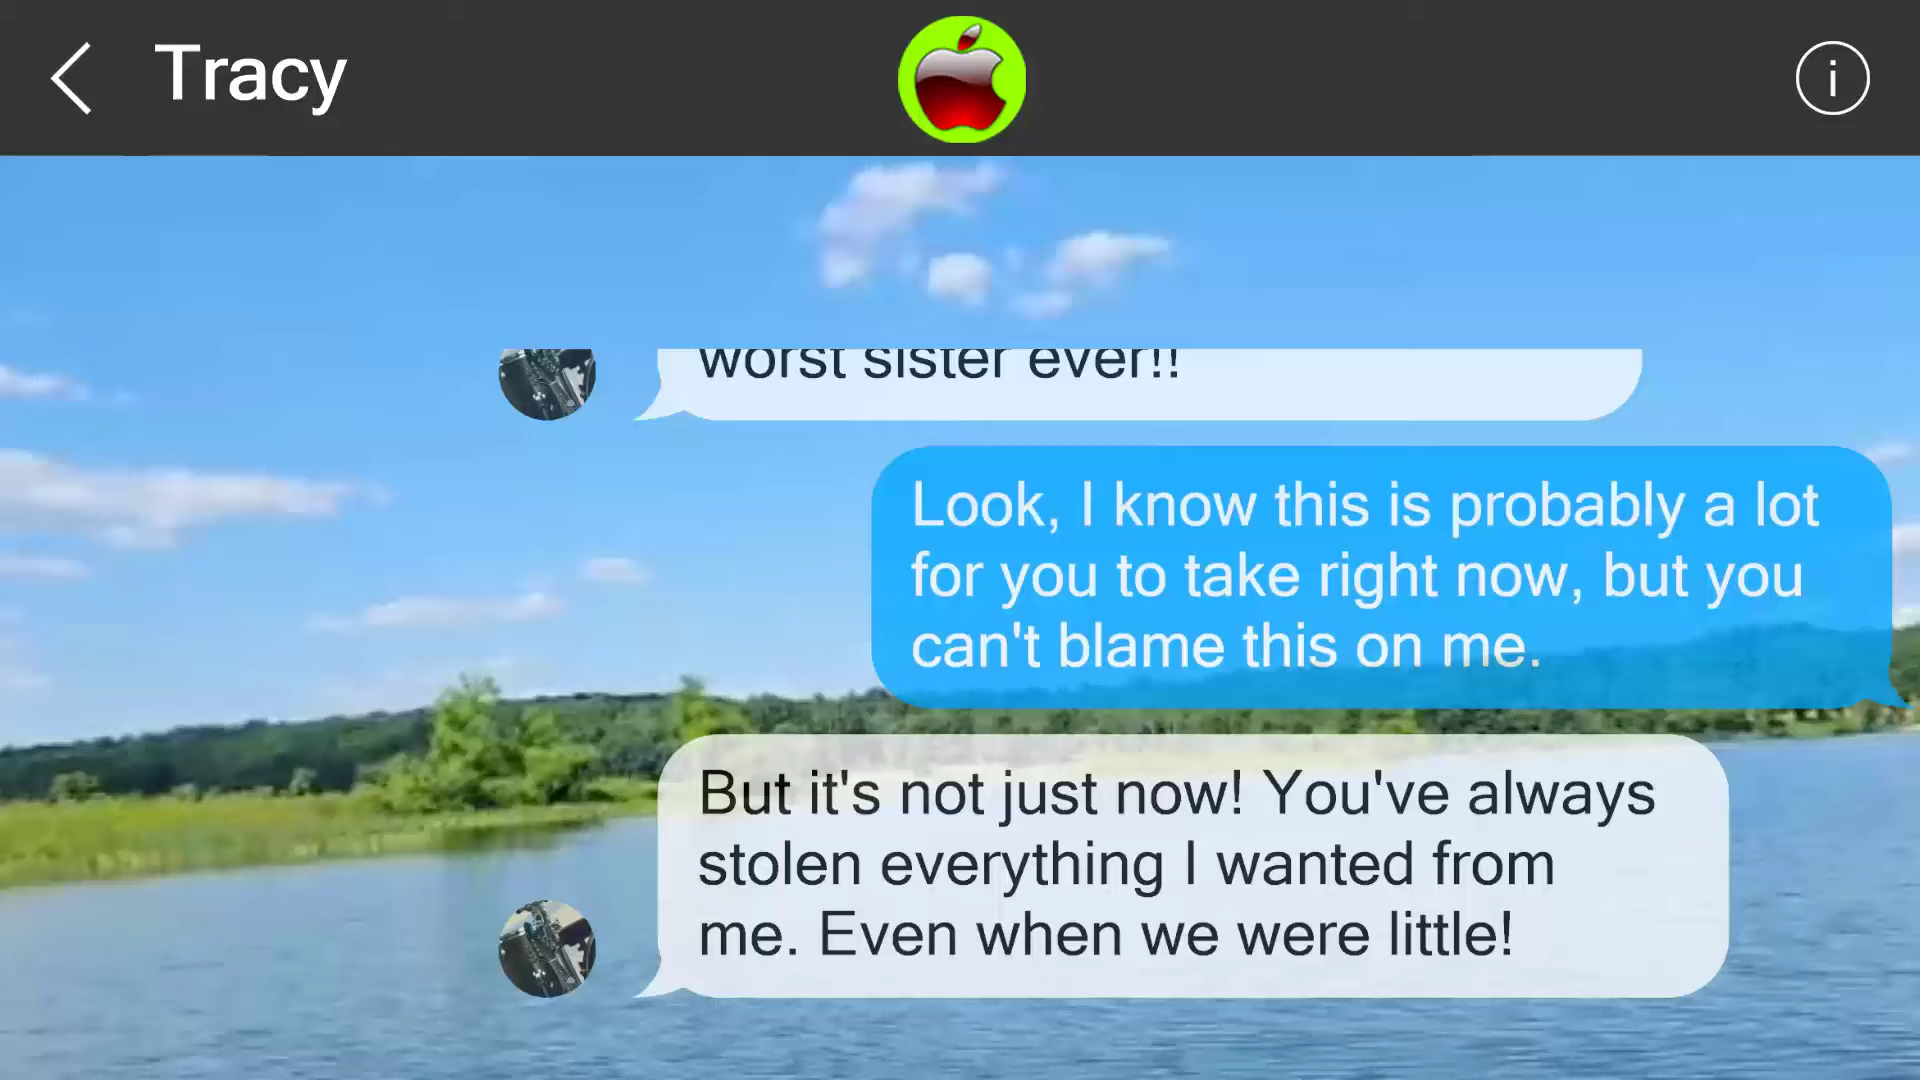 Tracy
worst sister ever!!
Look, I know this is probably a lot
for you to take right now, but you
can't blame this on me.
But it's not just now! You've always
stolen everything I wanted from
me. Even when we were little!